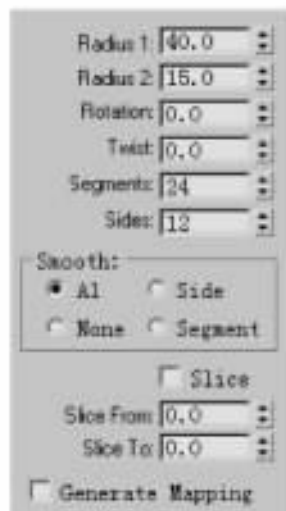 Radius 1: 40.0
Radius 2: 15.0
Rotation: 0.0
Twist: 0.0
Segments: 24
Sides: 12
Smooth:
Al Side
None Segment
Slice
Slice From: 0.0
Slice To: 0.0
Generate Mapping